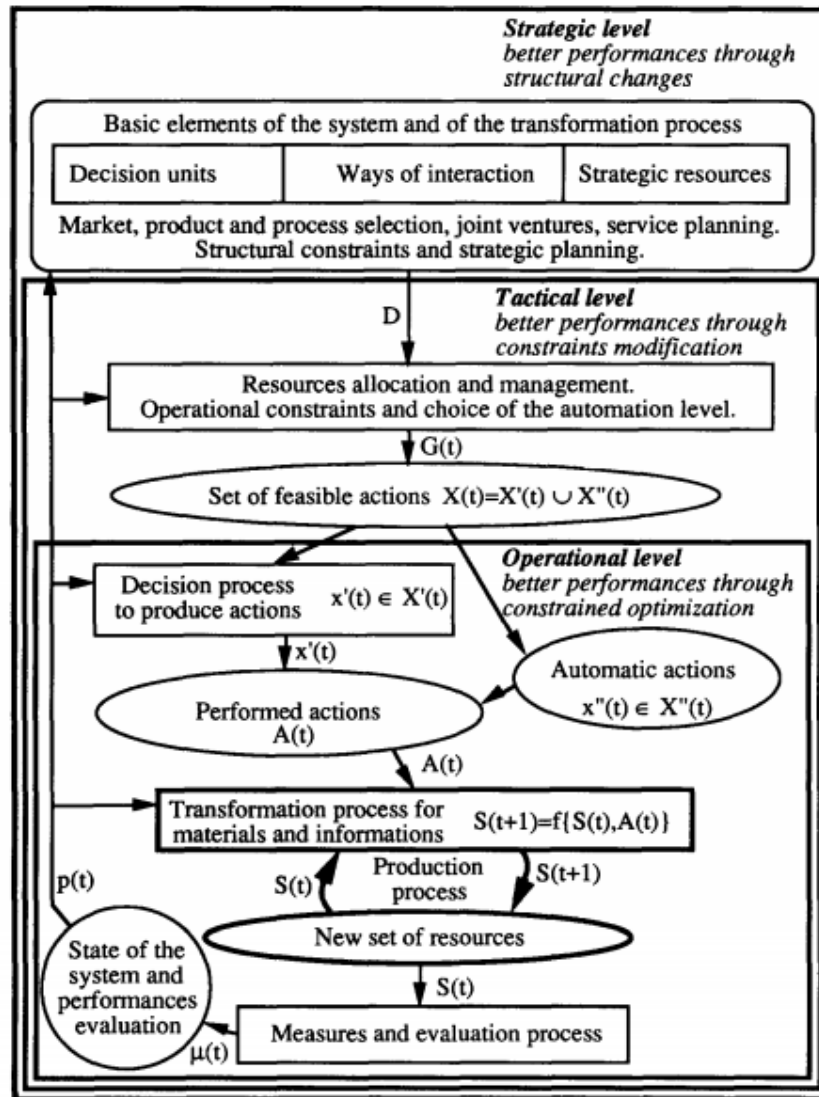 Strategic level
better performances through
structural changes
Basic elements of the system and of the transformation process
Decision units
Ways of interaction
Strategic resources
Market, product and process selection, joint ventures, service planning.
Structural constraints and strategic planning.
Tactical level
better performances through
constraints modification
D
Resources allocation and management.
Operational constraints and choice of the automation level.
G(t)
Set of feasible actions X(t)=X'(t) ∪ X"(t)
Operational level
better performances through
constrained optimization
Decision process
to produce actions x'(t) ∈ X'(t)
x'(t)
Automatic actions
x"(t) ∈ X"(t)
Performed actions
A(t)
A(t)
Transformation process for
materials and informations S(t+1)=f{S(t),A(t)}
Production
process
S(t)
S(t+1)
p(t)
New set of resources
State of the
system and
performances
evaluation
S(t)
Measures and evaluation process
μ(t)